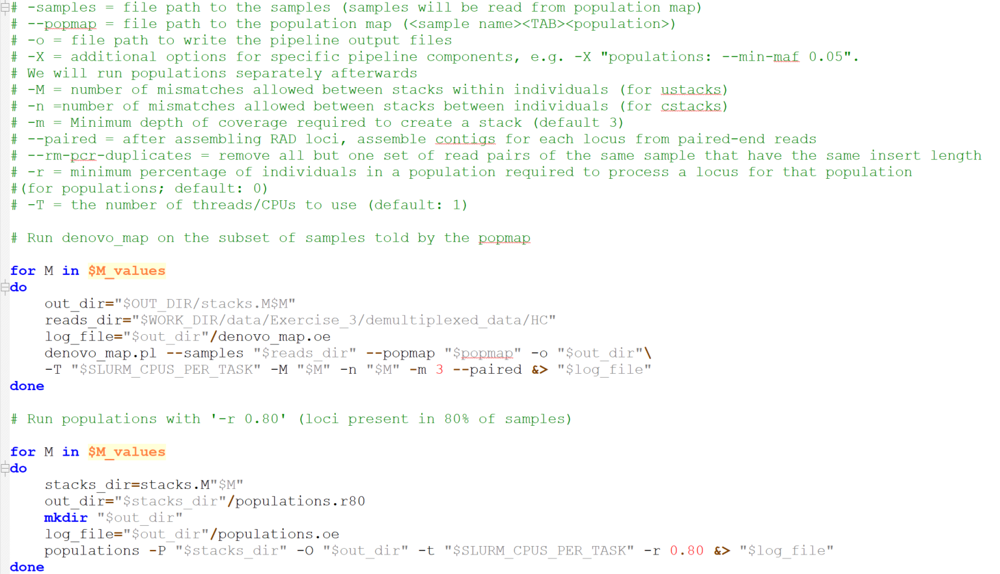 # -samples = file path to the samples (samples will be read from population map)
# --popmap = file path to the population map (<sample name><TAB><population>)
# -o = file path to write the pipeline output files
# -X = additional options for specific pipeline components, e.g. -X "populations: --min-maf 0.05".
# We will run populations separately afterwards
# -M = number of mismatches allowed between stacks within individuals (for ustacks)
# -n =number of mismatches allowed between stacks between individuals (for cstacks)
# -m = Minimum depth of coverage required to create a stack (default 3)
# --paired = after assembling RAD loci, assemble contigs for each locus from paired-end reads
# --rm-pcr-duplicates = remove all but one set of read pairs of the same sample that have the same insert length
# -r = minimum percentage of individuals in a population required to process a locus for that population
#(for populations; default: 0)
# -T = the number of threads/CPUs to use (default: 1)

# Run denovo_map on the subset of samples told by the popmap

for M in $M_values
do
    out_dir="$OUT_DIR/stacks.M$M"
    reads_dir="$WORK_DIR/data/Exercise_3/demultiplexed_data/HC"
    log_file="$out_dir"/denovo_map.oe
    denovo_map.pl --samples "$reads_dir" --popmap "$popmap" -o "$out_dir"\
    -T "$SLURM_CPUS_PER_TASK" -M "$M" -n "$M" -m 3 --paired &> "$log_file"
done

# Run populations with '-r 0.80' (loci present in 80% of samples)

for M in $M_values
do
    stacks_dir=stacks.M"$M"
    out_dir="$stacks_dir"/populations.r80
    mkdir "$out_dir"
    log_file="$out_dir"/populations.oe
    populations -P "$stacks_dir" -O "$out_dir" -t "$SLURM_CPUS_PER_TASK" -r 0.80 &> "$log_file"
done